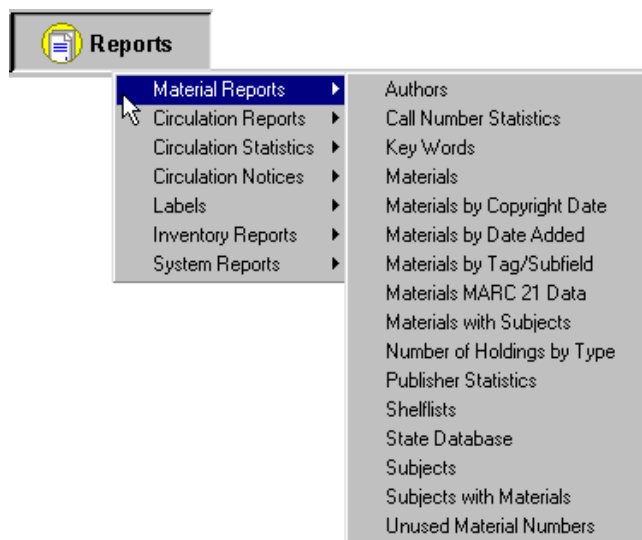 Reports
Material Reports
Circulation Reports
Circulation Statistics
Circulation Notices
Labels
Inventory Reports
System Reports
Authors
Call Number Statistics
Key Words
Materials
Materials by Copyright Date
Materials by Date Added
Materials by Tag/Subfield
Materials MARC 21 Data
Materials with Subjects
Number of Holdings by Type
Publisher Statistics
Shelflists
State Database
Subjects
Subjects with Materials
Unused Material Numbers